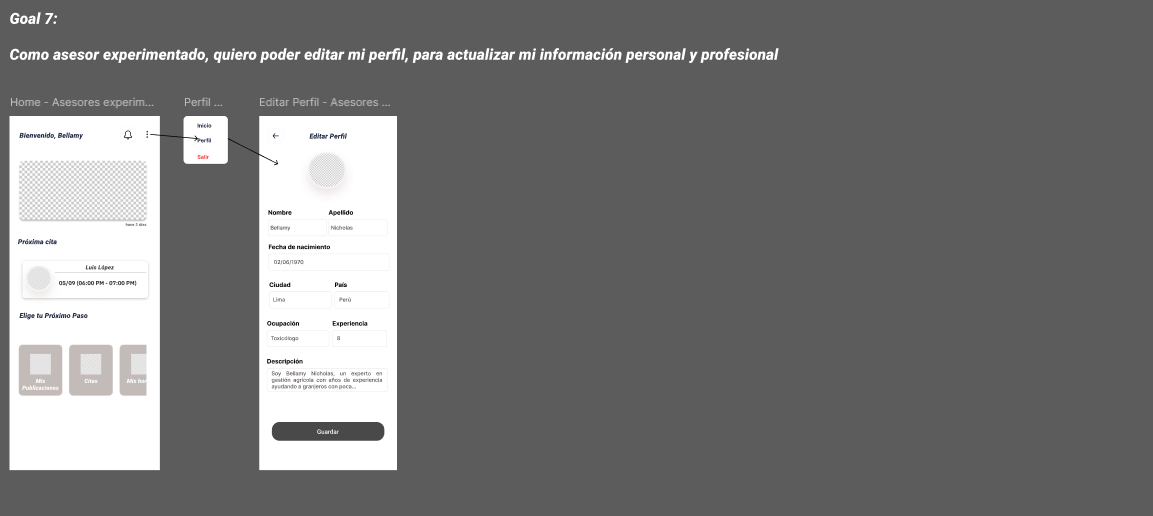 Goal 7:
Como asesor experimentado, quiero poder editar mi perfil, para actualizar mi información personal y profesional
Home - Asesores experim...
Perfil ...
Editar Perfil - Asesores ...
Bienvenido, Bellamy
hace 3 días
Próxima cita
Luis López
05/09 (06:00 PM - 07:00 PM)
Elige tu Próximo Paso
Mis
Publicaciones
Citas
Mis hor
Inicio
Perfil
Salir
Editar Perfil
Nombre
Apellido
Bellamy
Nicholas
Fecha de nacimiento
02/06/1970
Ciudad
País
Lima
Perú
Ocupación
Experiencia
Toxicólogo
8
Descripción
Soy Bellamy Nicholas, un experto en
gestión agrícola con años de experiencia
ayudando a granjeros con poca...
Guardar